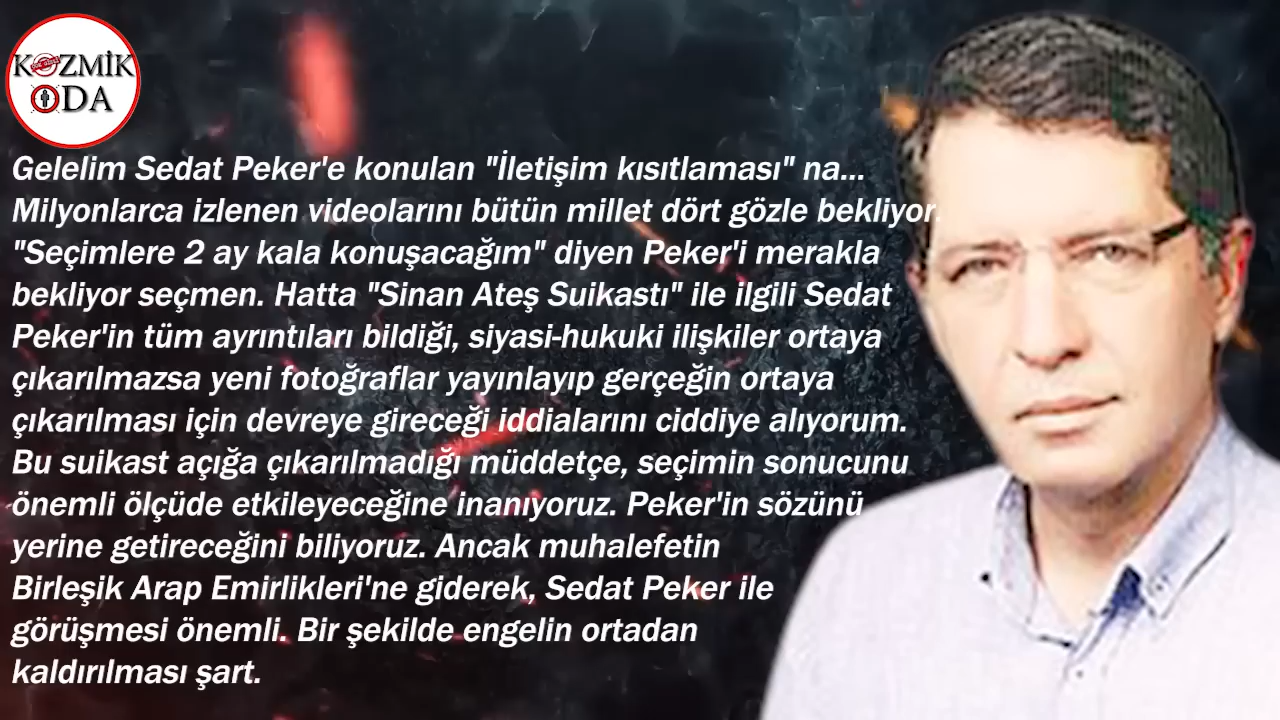 KOZMİK
ODA
Gelelim Sedat Peker'e konulan "İletişim kısıtlaması" na...
Milyonlarca izlenen videolarını bütün millet dört gözle bekliyor.
"Seçimlere 2 ay kala konuşacağım" diyen Peker'i merakla
bekliyor seçmen. Hatta "Sinan Ateş Suikastı" ile ilgili Sedat
Peker'in tüm ayrıntıları bildiği, siyasi-hukuki ilişkiler ortaya
çıkarılmazsa yeni fotoğraflar yayınlayıp gerçeğin ortaya
çıkarılması için devreye gireceği iddialarını ciddiye alıyorum.
Bu suikast açığa çıkarılmadığı müddetçe, seçimin sonucunu
önemli ölçüde etkileyeceğine inanıyoruz. Peker'in sözünü
yerine getireceğini biliyoruz. Ancak muhalefetin
Birleşik Arap Emirlikleri'ne giderek, Sedat Peker ile
görüşmesi önemli. Bir şekilde engelin ortadan
kaldırılması şart.